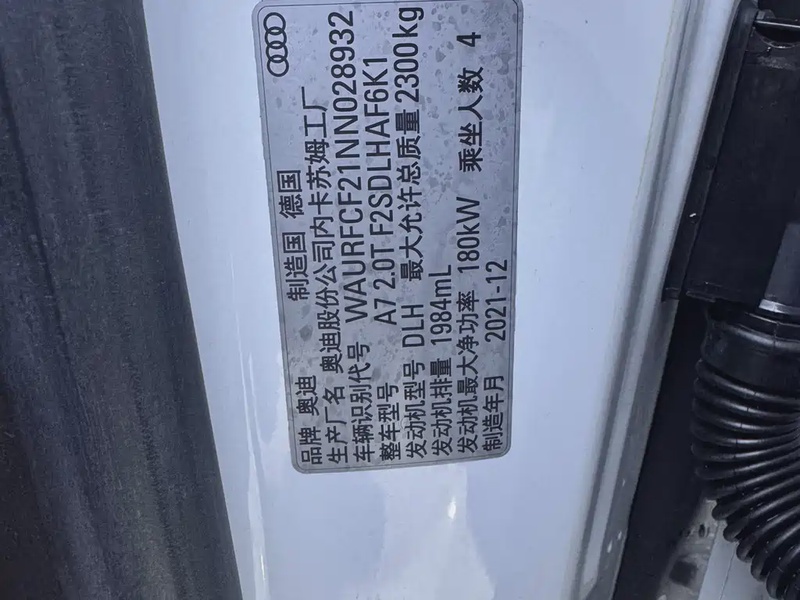 品牌 奥迪 制造国 德国
生产厂名 奥迪股份公司内卡苏姆工厂
车辆识别代号 WAURFCF21NN028932
整车型号 A7 2.0T F2SDLHAF6K1
发动机型号 DLH 最大允许总质量 2300kg
发动机排量 1984mL
发动机最大净功率 180kW 乘坐人数 4
制造年月 2021-12